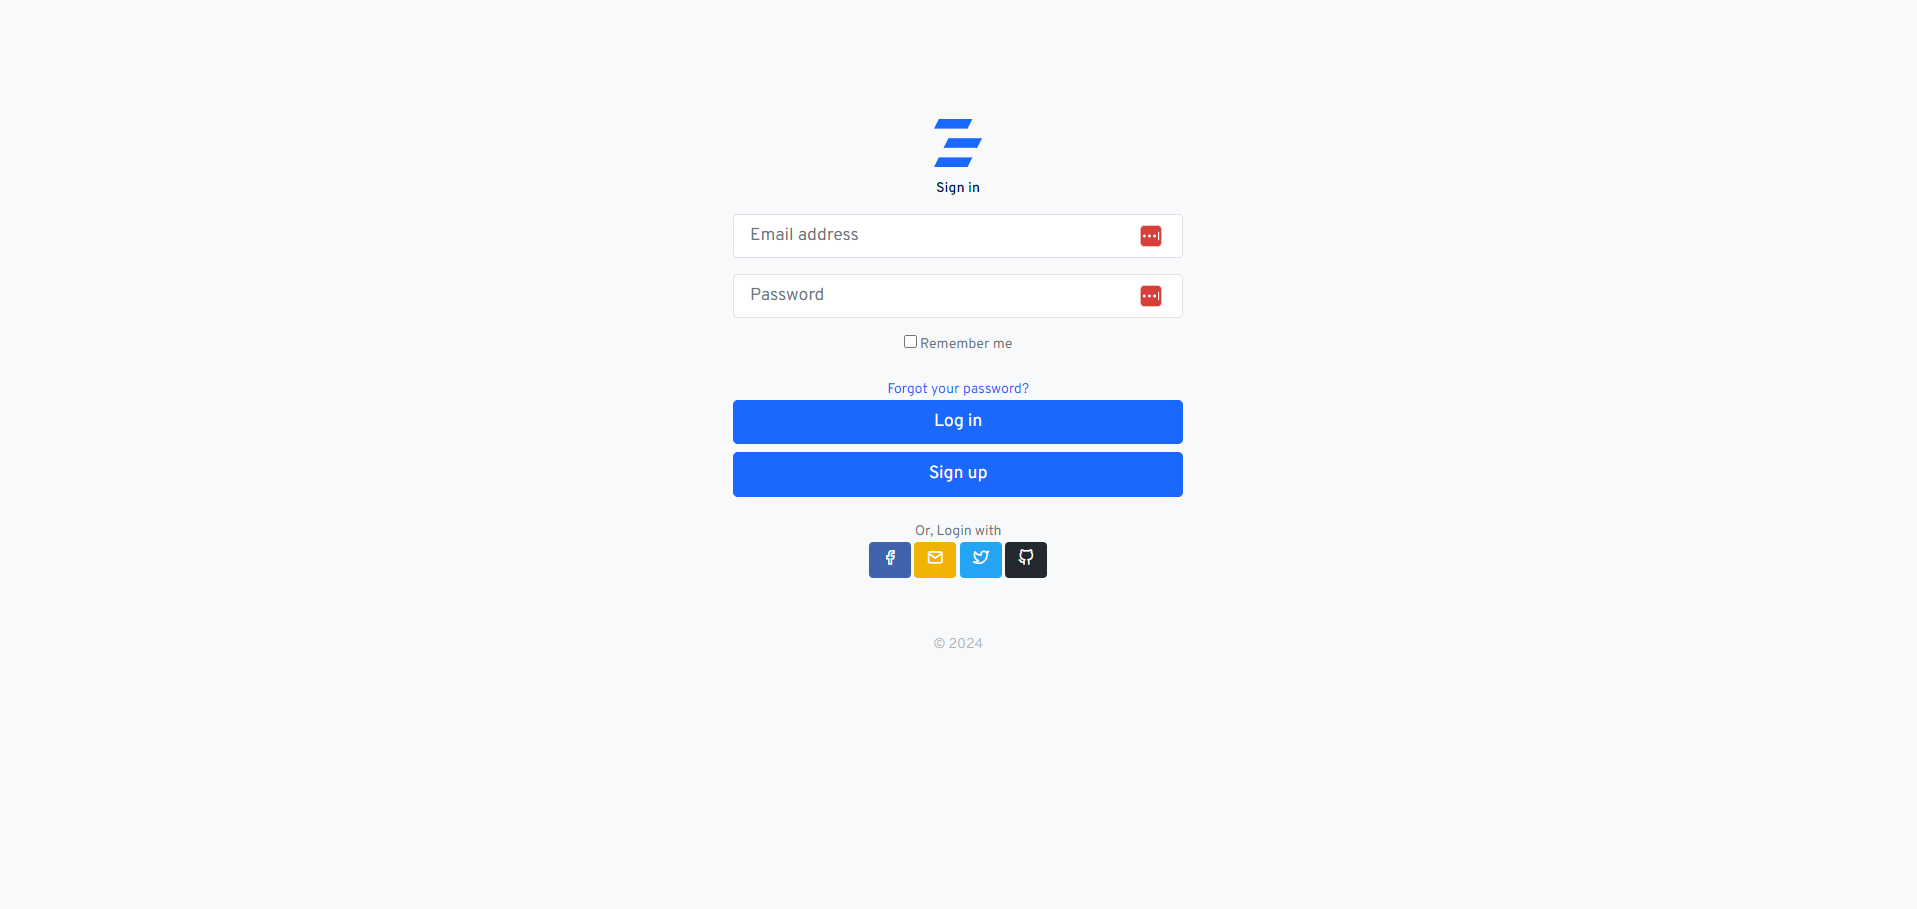 Sign in
Email address
Password
Remember me
Forgot your password?
Log in
Sign up
Or, Login with
© 2024